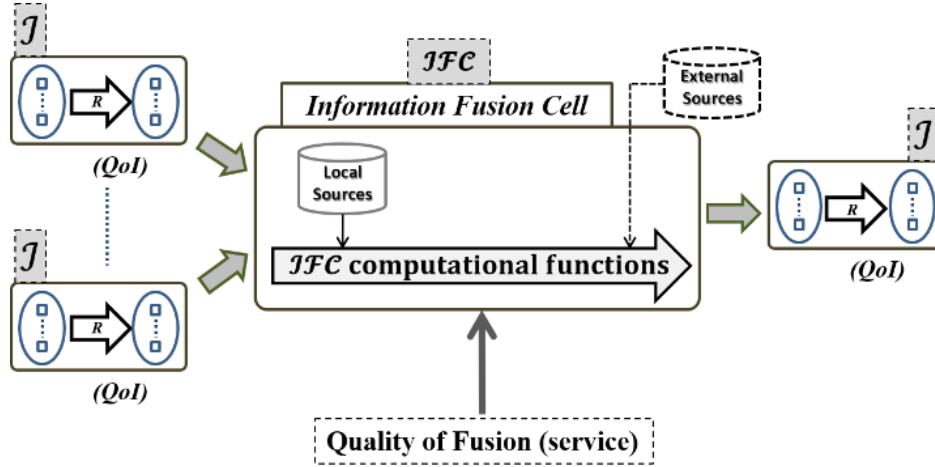 𝓘
R
(QoI)
𝓘
R
(QoI)
𝓘𝓕𝓒
Information Fusion Cell
External
Sources
Local
Sources
𝓘𝓕𝓒 computational functions
Quality of Fusion (service)
𝓘
R
(QoI)